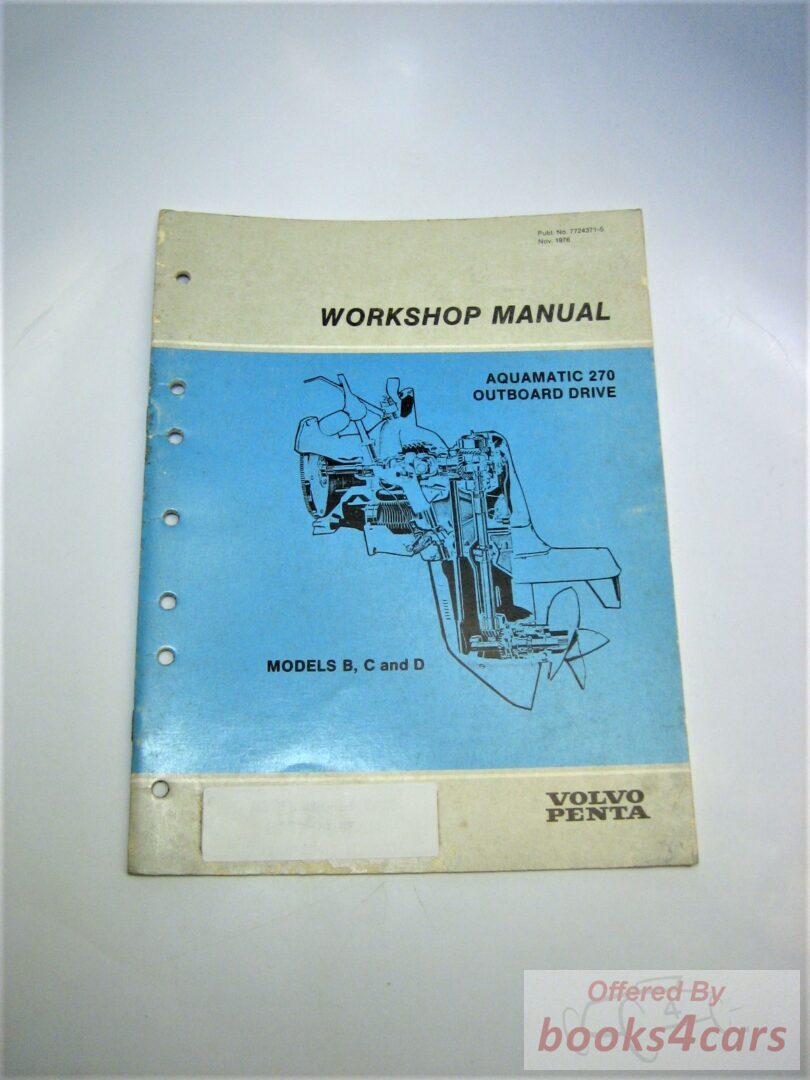 Publ. No. 7724371-5
Nov. 1976
WORKSHOP MANUAL
AQUAMATIC 270
OUTBOARD DRIVE
MODELS B, C and D
VOLVO
PENTA
Offered By
books4cars